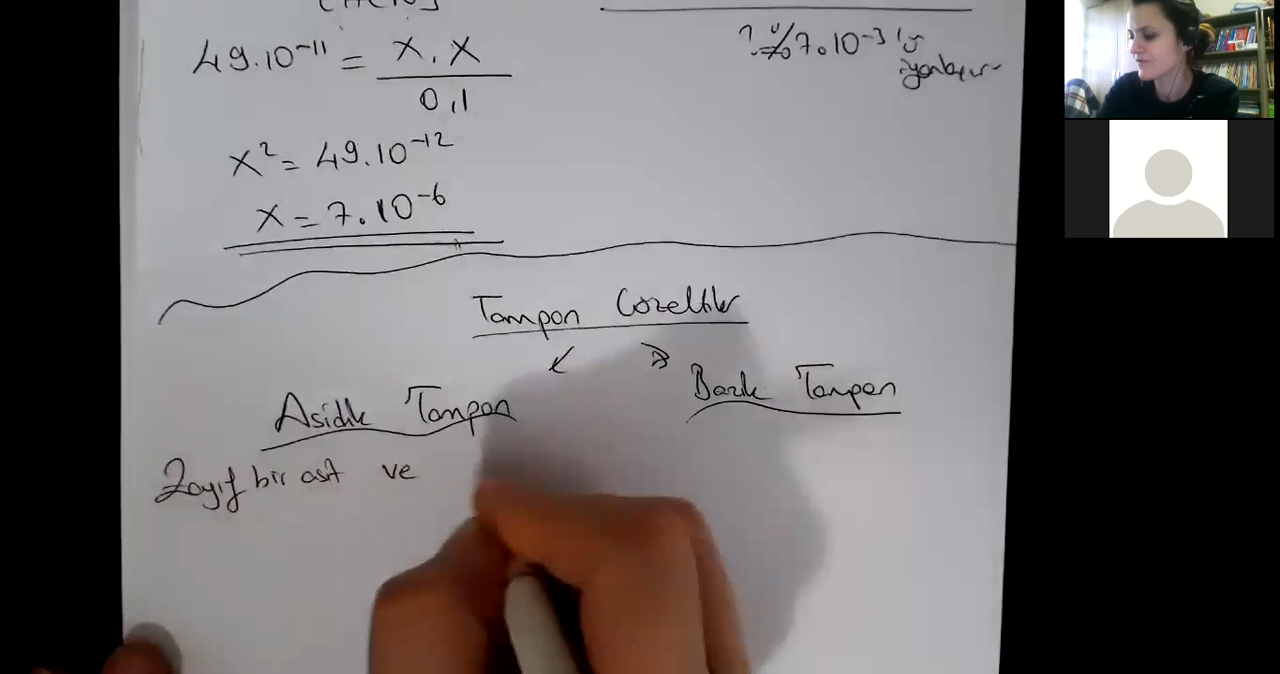 49.10⁻¹¹ = X.X
0,1
X² = 49.10⁻¹²
X = 7.10⁻⁶
? % 7.10⁻³'ü
iyonlaşır
Tampon Çözeltiler
Asidik Tampon
Bazik Tampon
Zayıf bir asit ve